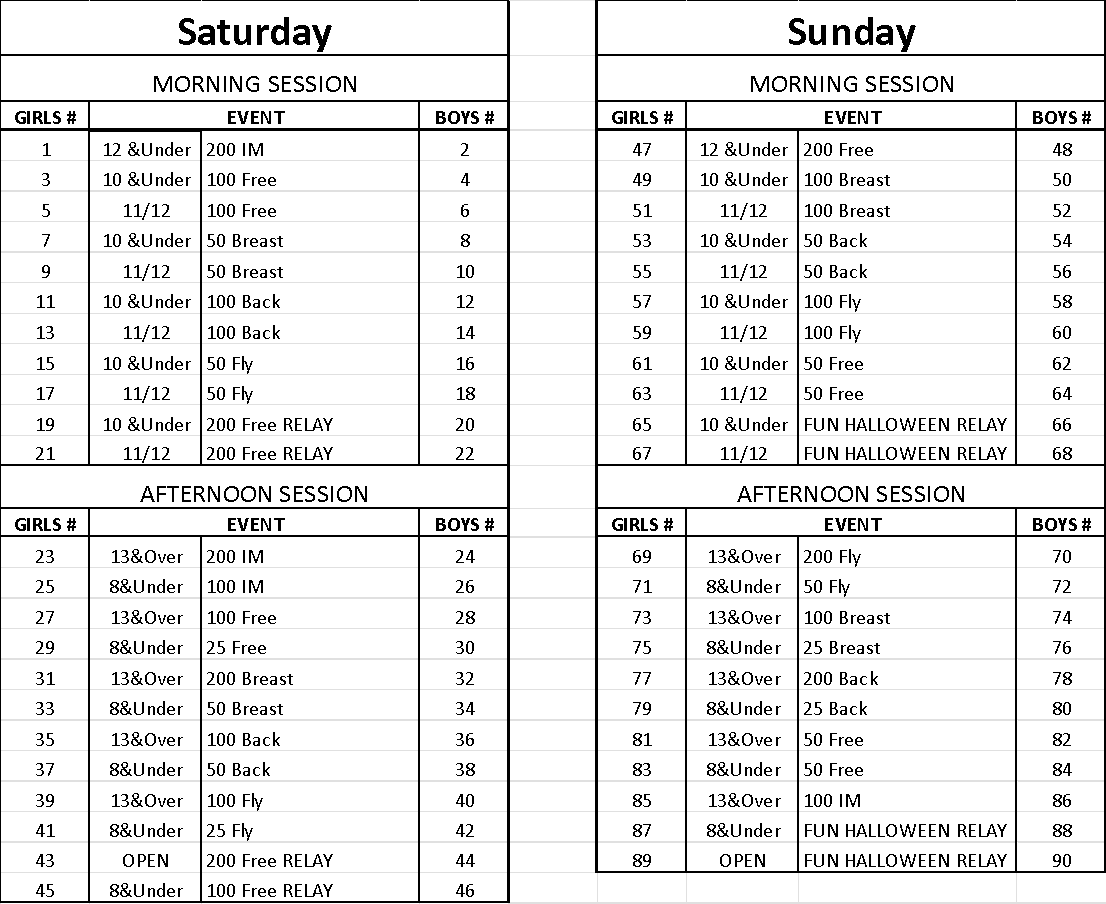 Saturday
MORNING SESSION
GIRLS # EVENT BOYS #
1 12 &Under 200 IM 2
3 10 &Under 100 Free 4
5 11/12 100 Free 6
7 10 &Under 50 Breast 8
9 11/12 50 Breast 10
11 10 &Under 100 Back 12
13 11/12 100 Back 14
15 10 &Under 50 Fly 16
17 11/12 50 Fly 18
19 10 &Under 200 Free RELAY 20
21 11/12 200 Free RELAY 22
AFTERNOON SESSION
GIRLS # EVENT BOYS #
23 13&Over 200 IM 24
25 8&Under 100 IM 26
27 13&Over 100 Free 28
29 8&Under 25 Free 30
31 13&Over 200 Breast 32
33 8&Under 50 Breast 34
35 13&Over 100 Back 36
37 8&Under 50 Back 38
39 13&Over 100 Fly 40
41 8&Under 25 Fly 42
43 OPEN 200 Free RELAY 44
45 8&Under 100 Free RELAY 46
Sunday
MORNING SESSION
GIRLS # EVENT BOYS #
47 12 &Under 200 Free 48
49 10 &Under 100 Breast 50
51 11/12 100 Breast 52
53 10 &Under 50 Back 54
55 11/12 50 Back 56
57 10 &Under 100 Fly 58
59 11/12 100 Fly 60
61 10 &Under 50 Free 62
63 11/12 50 Free 64
65 10 &Under FUN HALLOWEEN RELAY 66
67 11/12 FUN HALLOWEEN RELAY 68
AFTERNOON SESSION
GIRLS # EVENT BOYS #
69 13&Over 200 Fly 70
71 8&Under 50 Fly 72
73 13&Over 100 Breast 74
75 8&Under 25 Breast 76
77 13&Over 200 Back 78
79 8&Under 25 Back 80
81 13&Over 50 Free 82
83 8&Under 50 Free 84
85 13&Over 100 IM 86
87 8&Under FUN HALLOWEEN RELAY 88
89 OPEN FUN HALLOWEEN RELAY 90